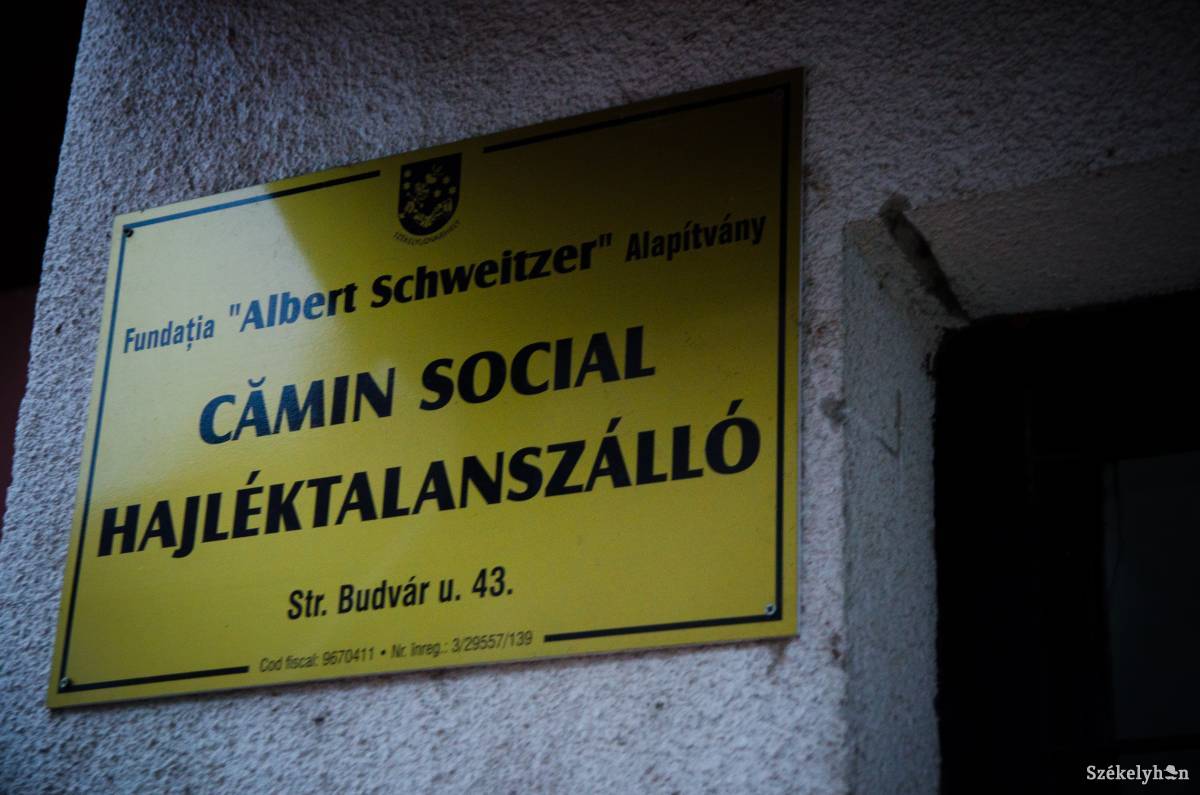 SZÉKELYUDVARHELY
Fundația "Albert Schweitzer" Alapítvány
CĂMIN SOCIAL
HAJLÉKTALANSZÁLLÓ
Str. Budvár u. 43.
Cod fiscal: 9670411 • Nr. înreg.: 3/29557/139
Székelyhon